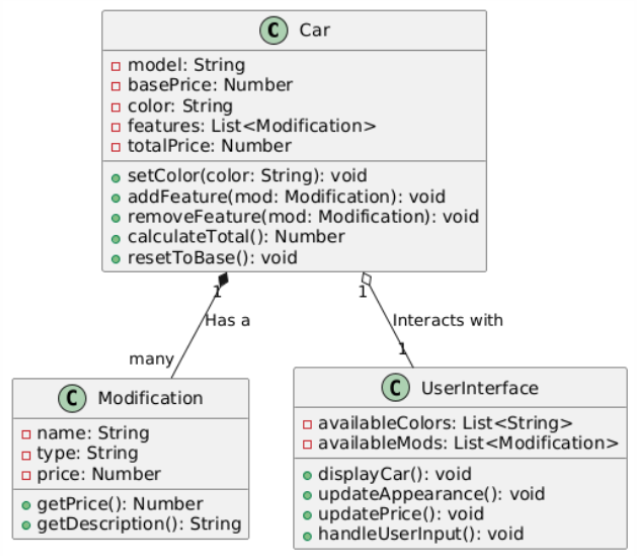 C Car
model: String
basePrice: Number
color: String
features: List<Modification>
totalPrice: Number
setColor(color: String): void
addFeature(mod: Modification): void
removeFeature(mod: Modification): void
calculateTotal(): Number
resetToBase(): void
1
1
Has a
Interacts with
many
1
C Modification
name: String
type: String
price: Number
getPrice(): Number
getDescription(): String
C UserInterface
availableColors: List<String>
availableMods: List<Modification>
displayCar(): void
updateAppearance(): void
updatePrice(): void
handleUserInput(): void